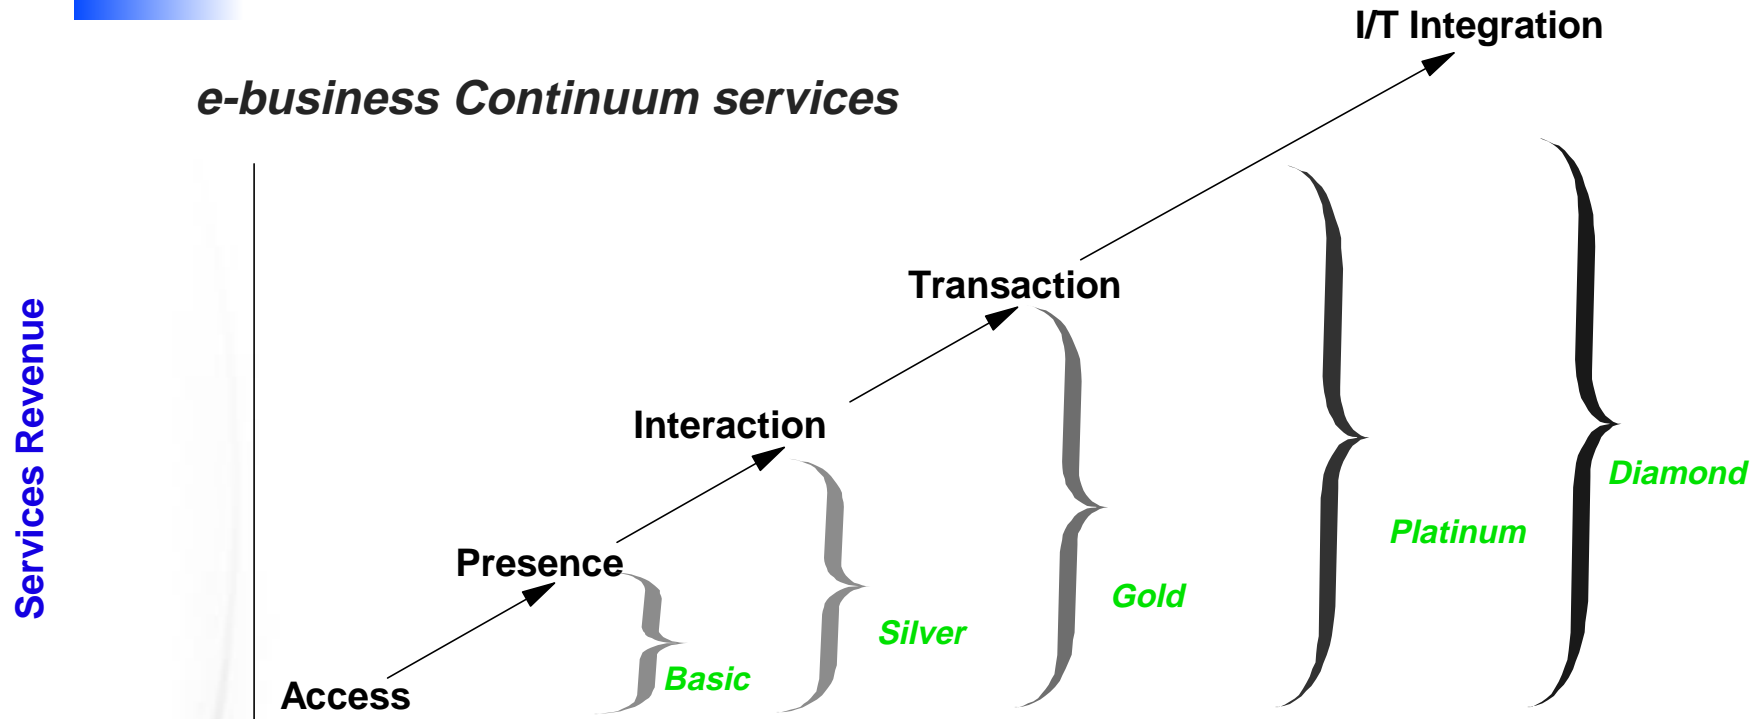 I/T Integration
e-business Continuum services
Transaction
Services Revenue
Interaction
Diamond
Platinum
Presence
Gold
Silver
Basic
Access